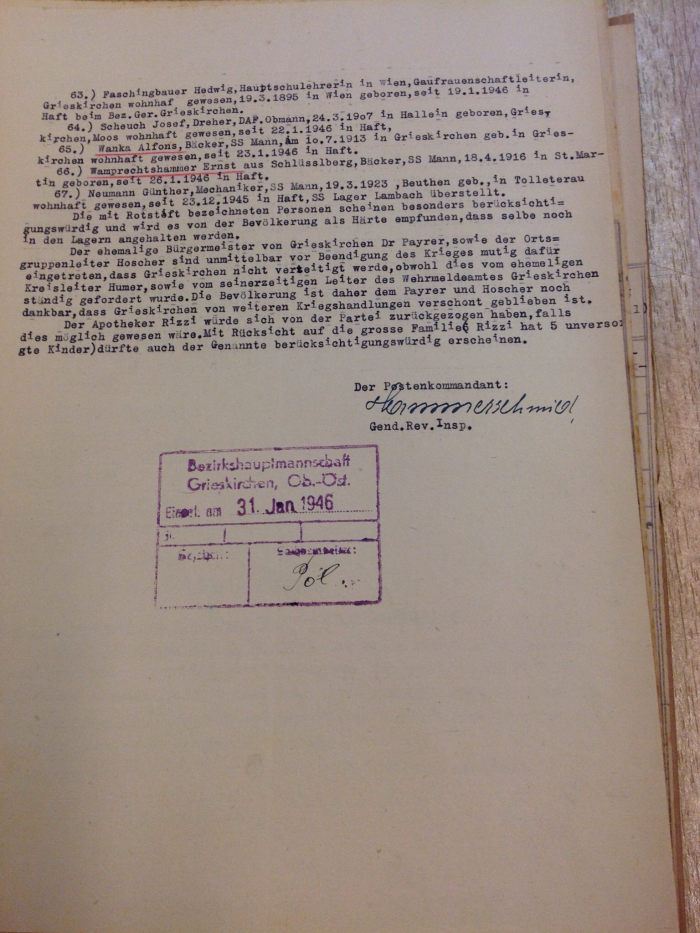 63.) Faschingbauer Hedwig,Hauptschulehrerin in Wien,Gaufrauenschaftleiterin,
Grieskirchen wohnhaf gewesen,19.3.1895 in Wien geboren,seit 19.1.1946 in
Haft beim Bez.Ger.Grieskirchen.
64.) Scheuch Josef,Dreher,DAF.Obmann,24.3.19o7 in Hallein geboren,Gries-
kirchen,Moos wohnhaft gewesen,seit 22.1.1946 in Haft,
65.) Wanka Alfons,Bäcker,SS Mann,am 1o.7.1913 in Grieskirchen geb.in Gries-
kirchen wohnhaft gewesen,seit 23.1.1946 in Haft.
66.) Wamprechtshammer Ernst aus Schlüsslberg,Bäcker,SS Mann,18.4.1916 in St.Mar-
tin geboren,seit 26.1.1946 in Haft.
67.) Neumann Günther,Mechaniker,SS Mann,19.3.1923 ,Beuthen geb.,in Tolleterau
wohnhaft gewesen,seit 23.12.1945 in Haft,SS Lager Lambach überstellt.
Die mit Rotstift bezeichneten Personen scheinen besonders berücksichti=
gungswürdig und wird es von der Bevölkerung als Härte empfunden,dass selbe noch
in den Lagern angehalten werden.
Der ehemalige Bürgermeister von Grieskirchen Dr Payrer,sowie der Orts=
gruppenleiter Hoscher sind unmittelbar vor Beendigung des Krieges mutig dafür
eingetreten,dass Grieskirchen nicht verteitigt werde,obwohl dies vom ehemeligen
Kreisleiter Humer,sowie vom seinerzeitigen Leiter des Wehrmeldeamtes Grieskirchen
ständig gefordert wurde.Die Bevölkerung ist daher dem Payrer und Hoscher noch
dankbar,dass Grieskirchen von weiteren Kriegshandlungen verschont geblieben ist.
Der Apotheker Rizzi würde sich von der Partei zurückgezogen haben,falls
dies möglich gewesen wäre.Mit Rücksicht auf die grosse Familie( Rizzi hat 5 unversor
gte Kinder)dürfte auch der Genannte berücksichtigungswürdig erscheinen.
Der Postenkommandant:
Hammerschmied
Gend.Rev.Insp.
Bezirkshauptmannschaft
Grieskirchen, Ob.-Öst.
Eingel. am 31. Jan 1946